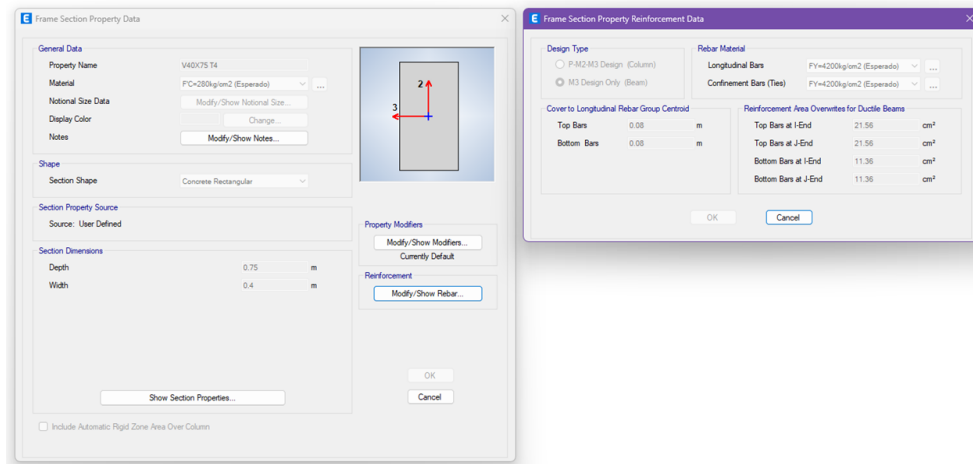 E Frame Section Property Data
General Data
Property Name V40X75 T4
Material F'C=280kg/cm2 (Esperado) ...
Notional Size Data Modify/Show Notional Size...
Display Color Change...
Notes Modify/Show Notes...
2
3
Shape
Section Shape Concrete Rectangular
Section Property Source
Source: User Defined
Section Dimensions
Depth 0.75 m
Width 0.4 m
Show Section Properties...
Include Automatic Rigid Zone Area Over Column
Property Modifiers
Modify/Show Modifiers...
Currently Default
Reinforcement
Modify/Show Rebar...
OK
Cancel
E Frame Section Property Reinforcement Data
Design Type
P-M2-M3 Design (Column)
M3 Design Only (Beam)
Rebar Material
Longitudinal Bars FY=4200kg/cm2 (Esperado) ...
Confinement Bars (Ties) FY=4200kg/cm2 (Esperado) ...
Cover to Longitudinal Rebar Group Centroid
Top Bars 0.08 m
Bottom Bars 0.08 m
Reinforcement Area Overwrites for Ductile Beams
Top Bars at I-End 21.56 cm²
Top Bars at J-End 21.56 cm²
Bottom Bars at I-End 11.36 cm²
Bottom Bars at J-End 11.36 cm²
OK Cancel